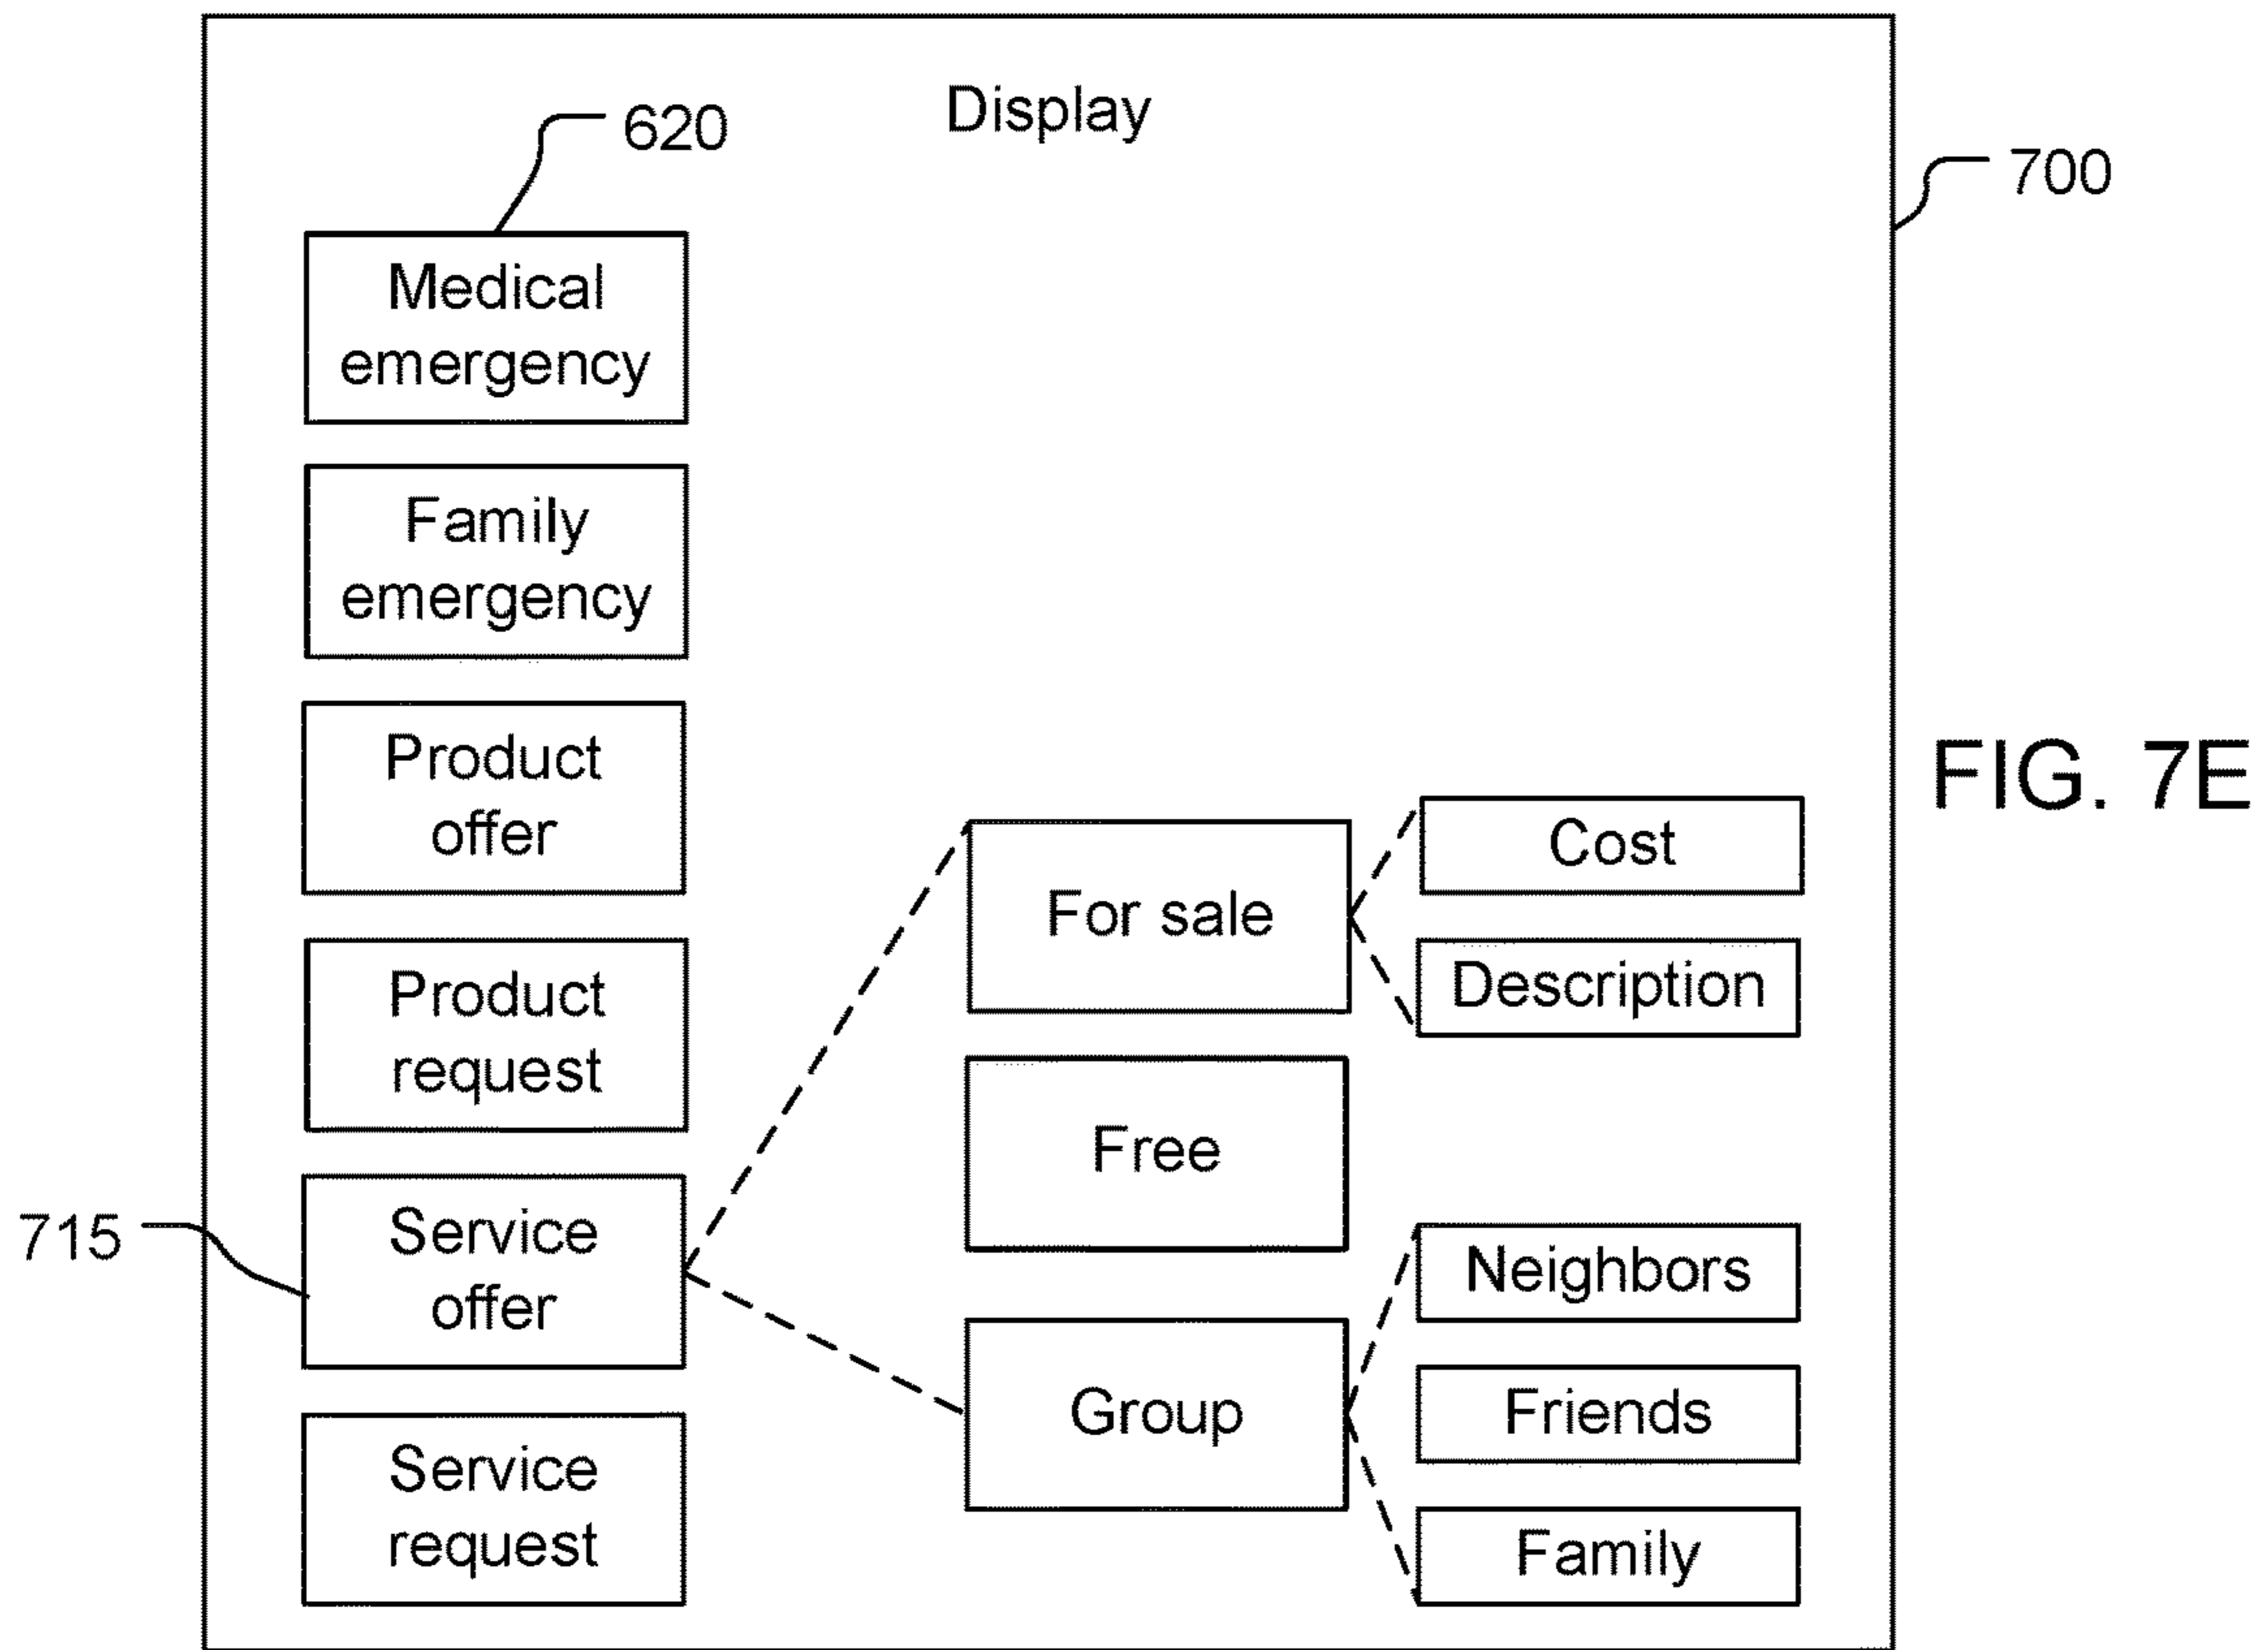 Display
620
700
Medical
emergency
Family
emergency
Product
offer
FIG. 7E
Cost
For sale
Description
Product
request
Free
715
Service
offer
Neighbors
Group
Friends
Service
request
Family